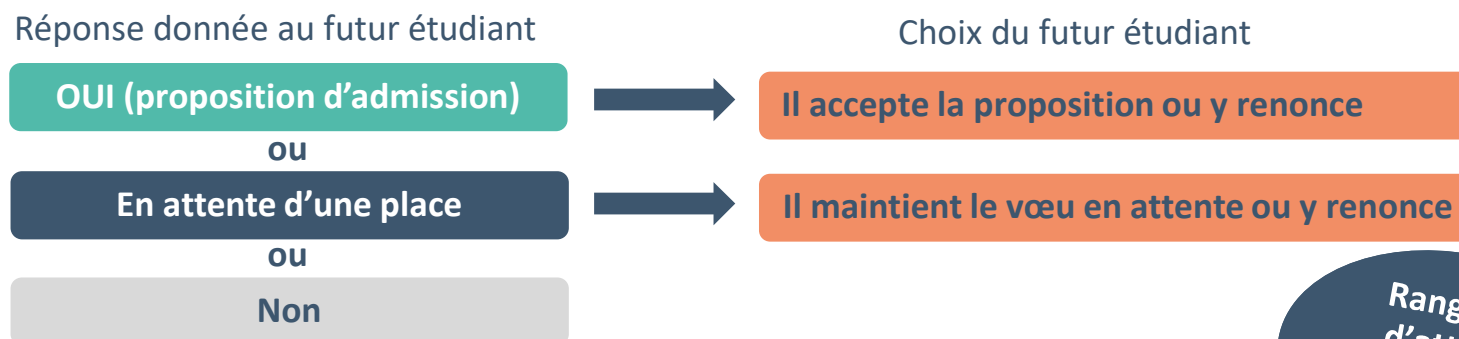 Réponse donnée au futur étudiant
Choix du futur étudiant
OUI (proposition d’admission)
Il accepte la proposition ou y renonce
ou
En attente d’une place
Il maintient le vœu en attente ou y renonce
ou
Non